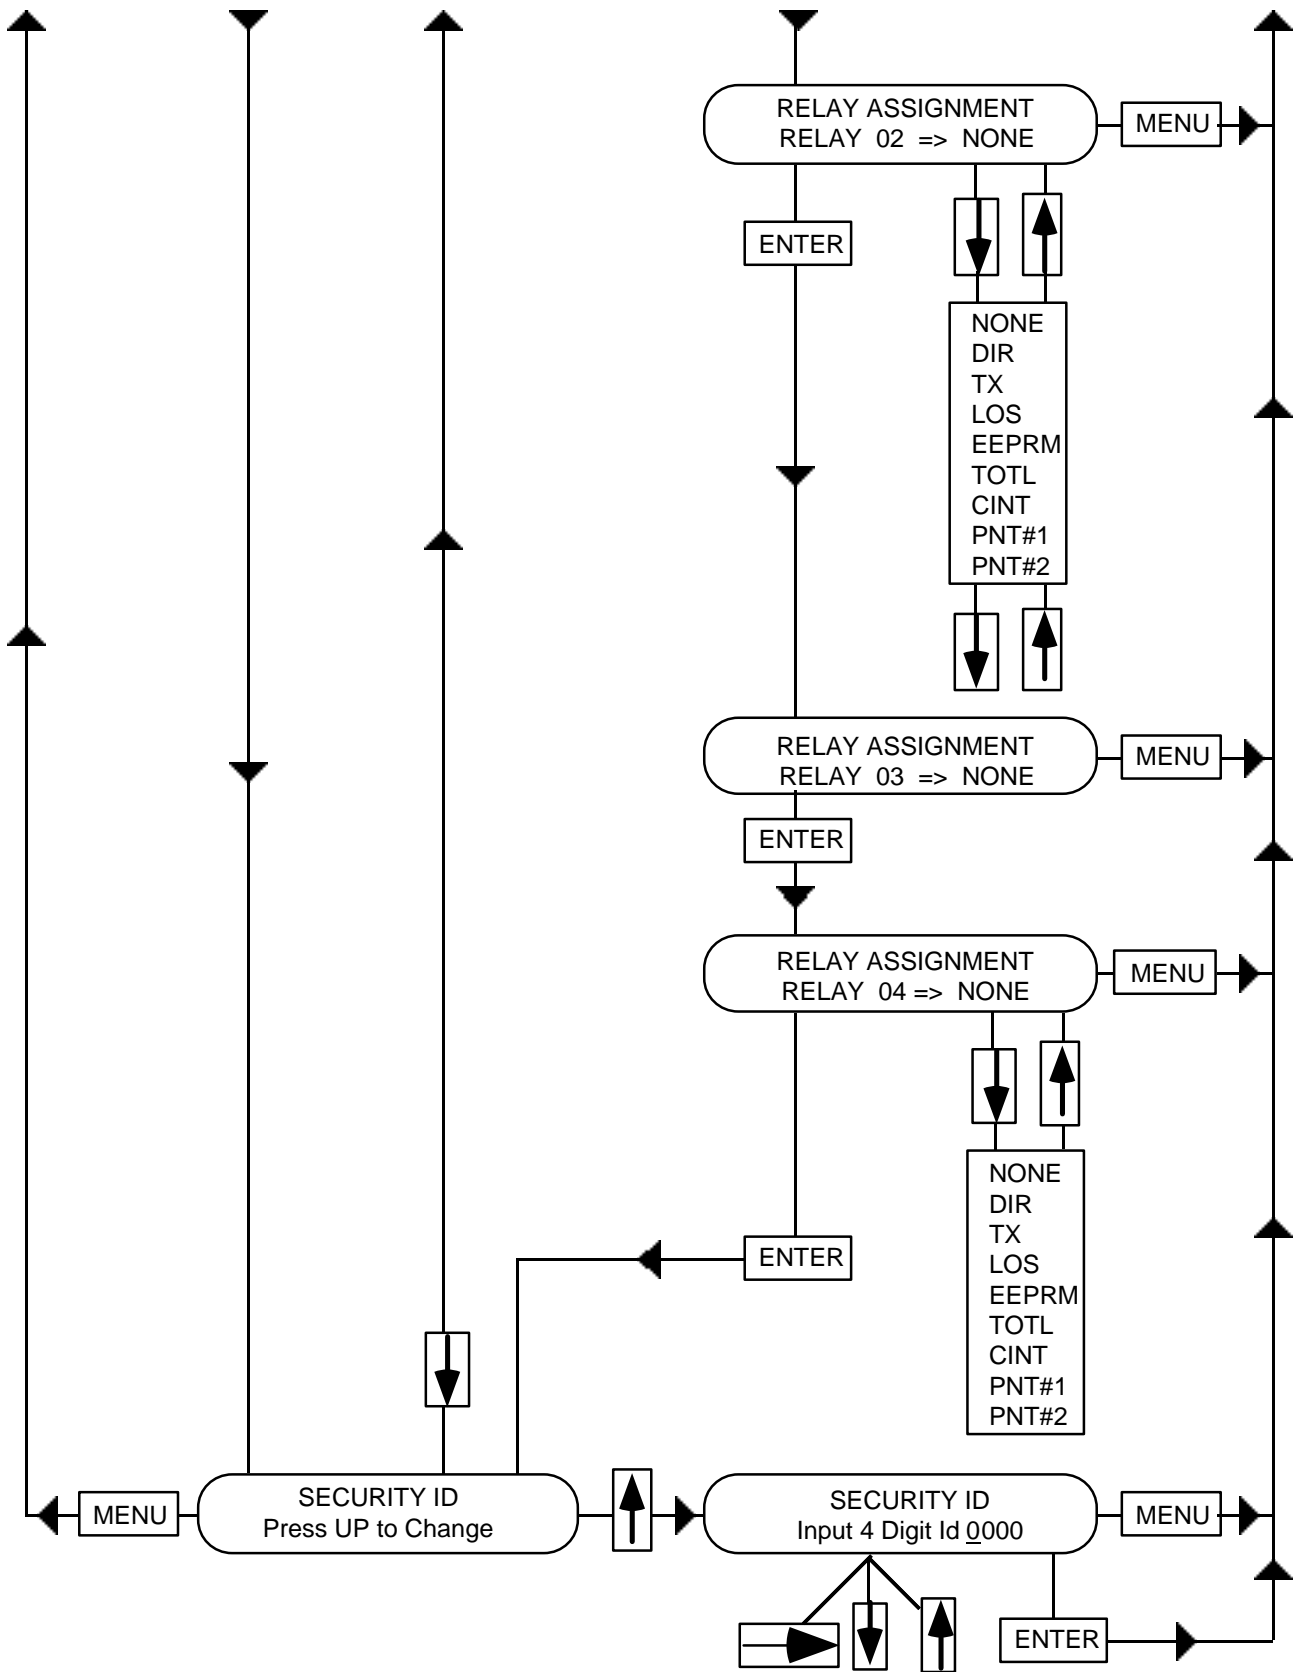 RELAY ASSIGNMENT
RELAY 02 => NONE
MENU
ENTER
NONE
DIR
TX
LOS
EEPRM
TOTL
CINT
PNT#1
PNT#2
RELAY ASSIGNMENT
RELAY 03 => NONE
MENU
ENTER
RELAY ASSIGNMENT
RELAY 04 => NONE
MENU
NONE
DIR
TX
LOS
EEPRM
TOTL
CINT
PNT#1
PNT#2
ENTER
MENU
SECURITY ID
Press UP to Change
SECURITY ID
Input 4 Digit Id 0000
MENU
ENTER